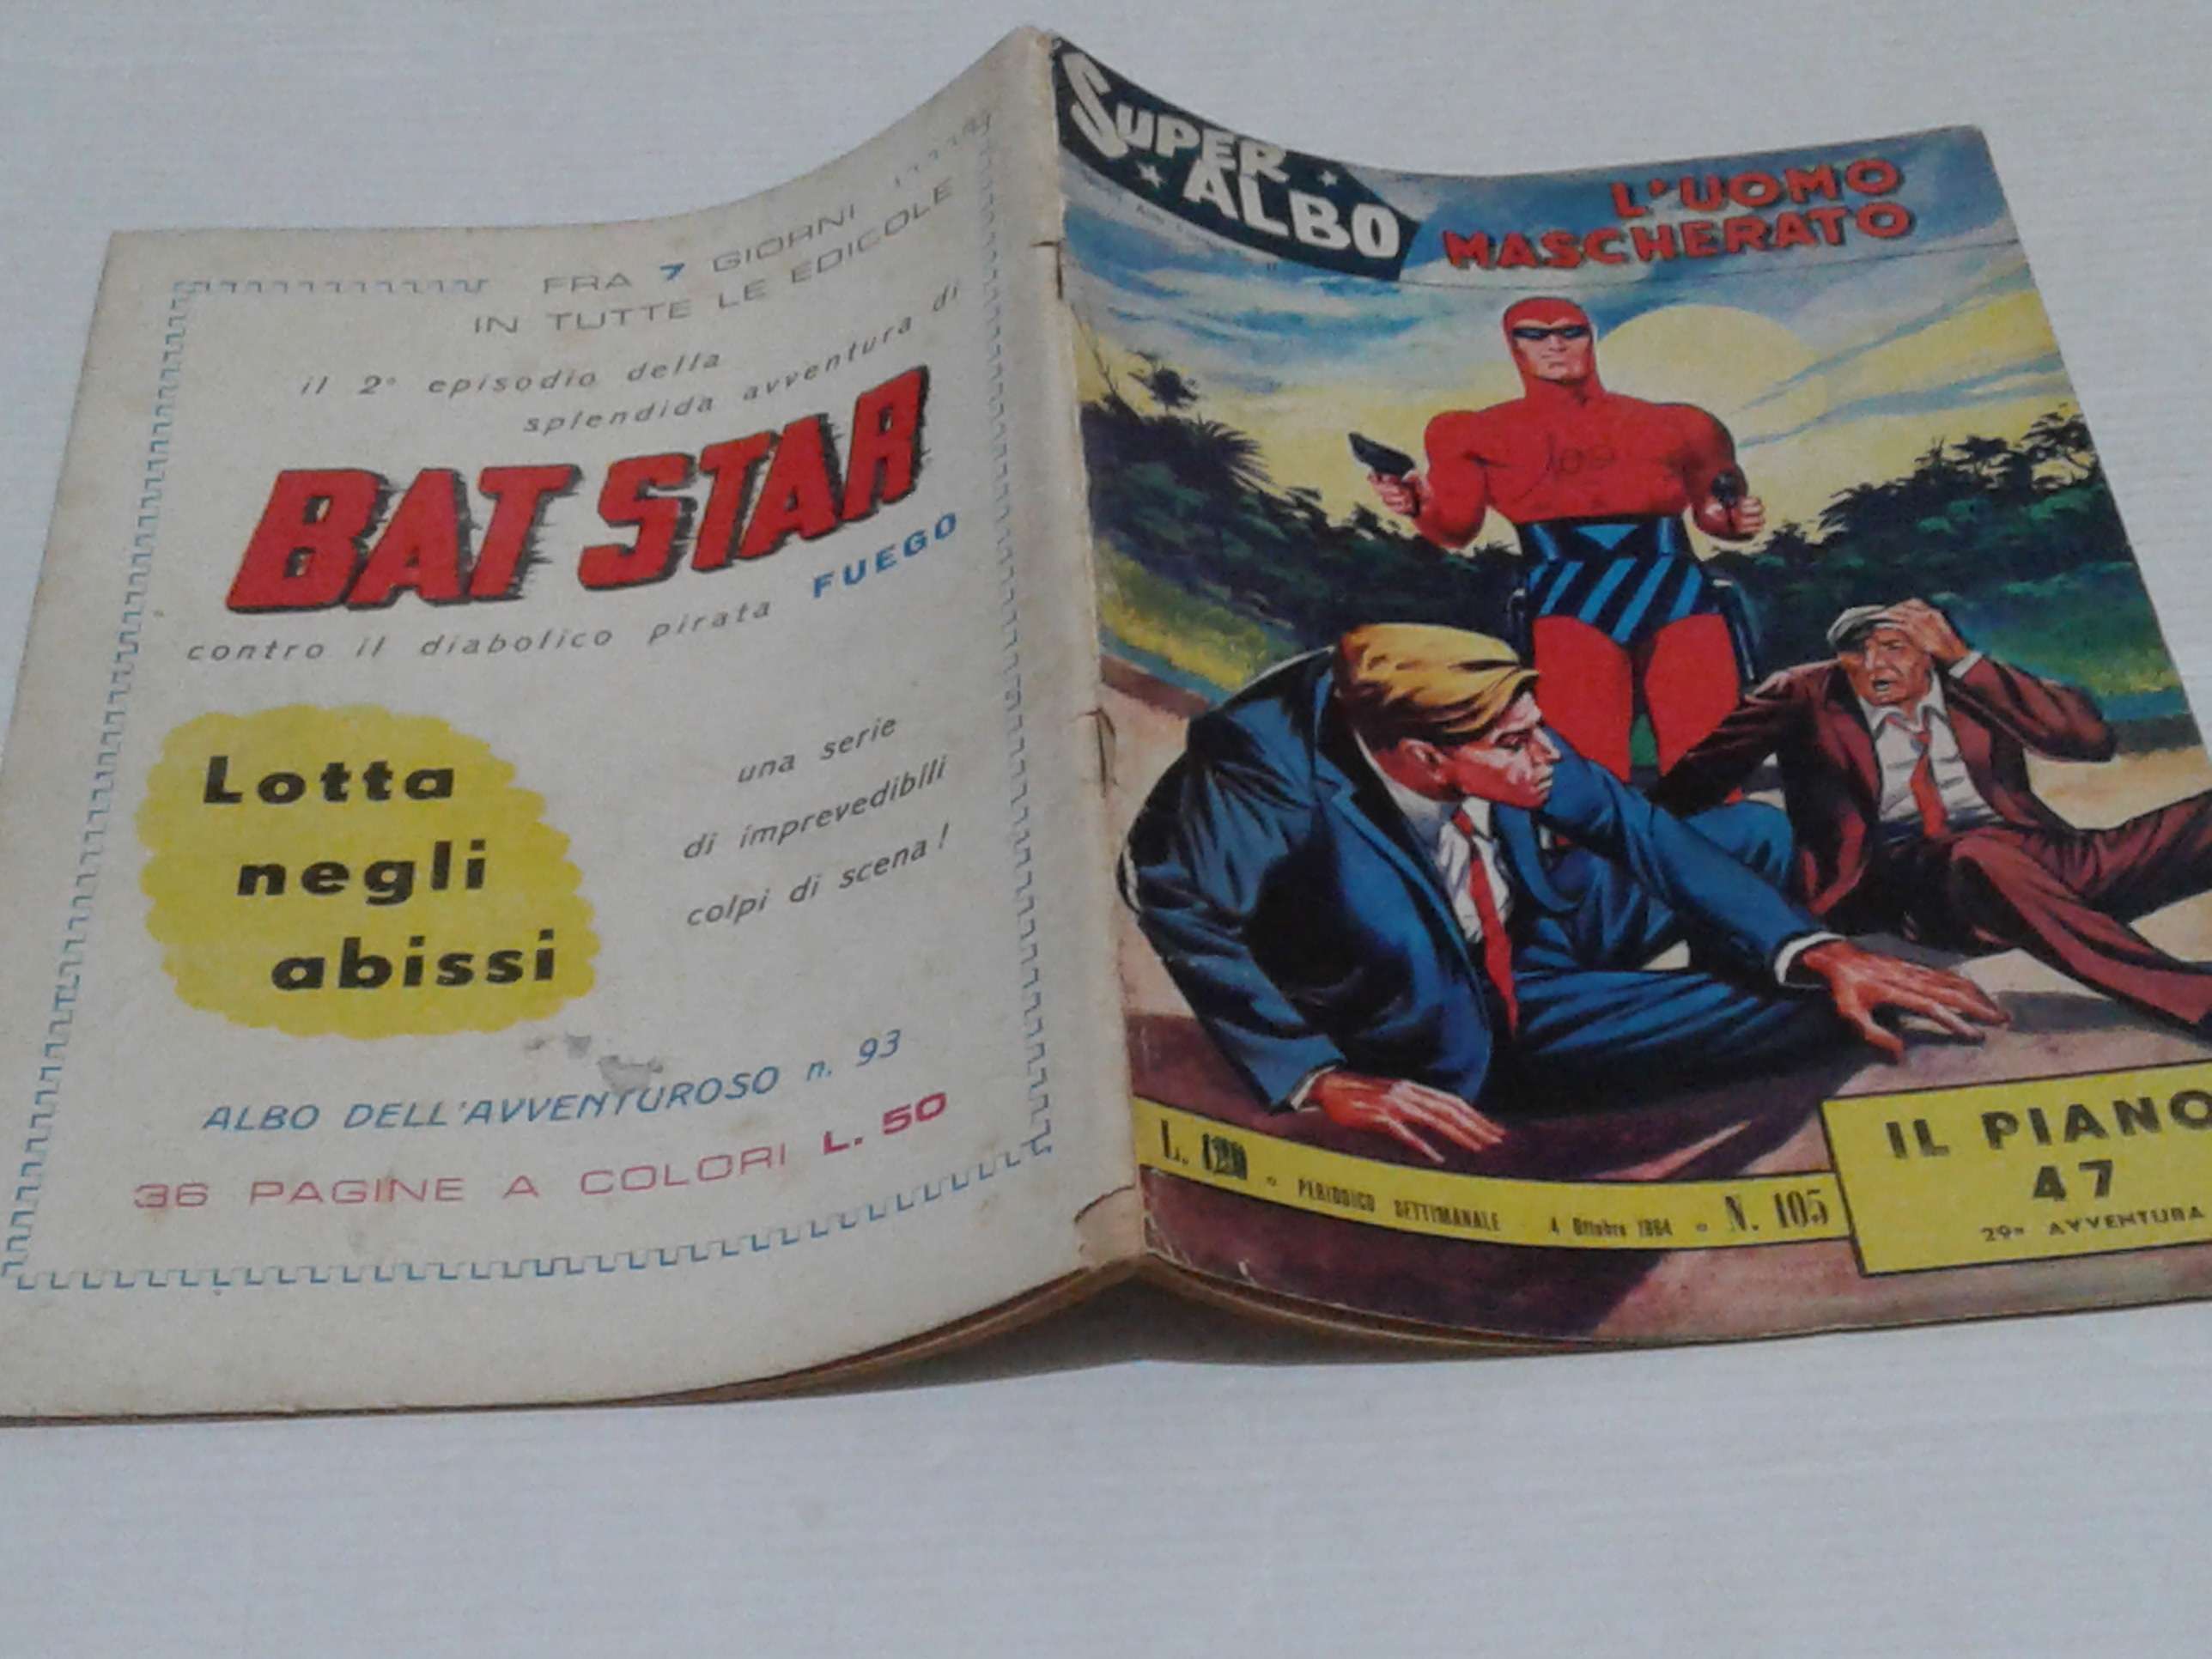 FRA 7 GIORNI
IN TUTTE LE EDICOLE
il 2° episodio della
splendida avventura di
BAT STAR
contro il diabolico pirata FUEGO
Lotta
negli
abissi
una serie
di imprevedibili
colpi di scena!
ALBO DELL'AVVENTUROSO n. 93
36 PAGINE A COLORI L. 50
SUPER
ALBO
L'UOMO
MASCHERATO
L. 120 PERIODICO SETTIMANALE 4 Ottobre 1964 N. 105
IL PIANO
47
29a AVVENTURA